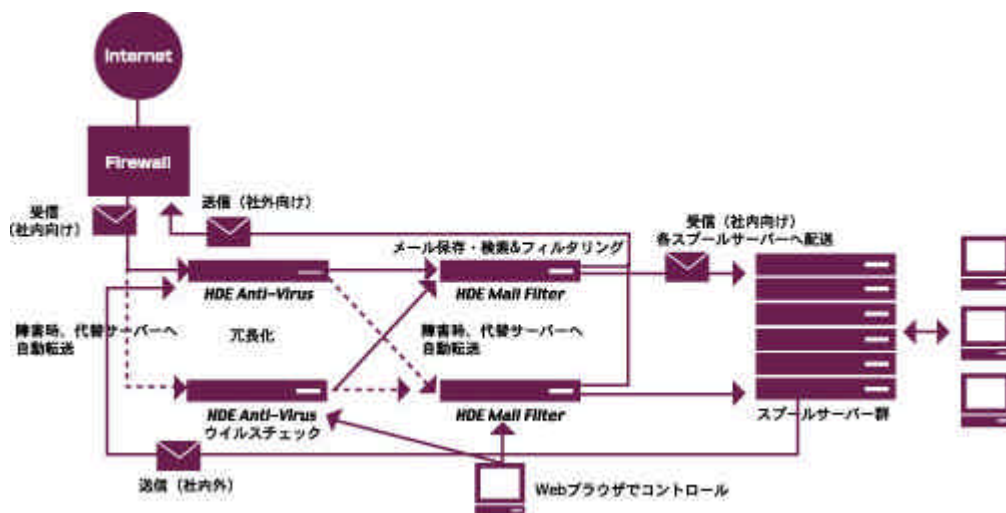 Internet
Firewall
受信
（社内向け）
送信（社外向け）
受信（社内向け）
各スプールサーバーへ配送
メール保存・検索&フィルタリング
HDE Anti-Virus
HDE Mail Filter
障害時、代替サーバーへ
自動転送
冗長化
障害時、代替サーバーへ
自動転送
HDE Anti-Virus
ウイルスチェック
HDE Mail Filter
スプールサーバー群
送信（社内外）
Webブラウザでコントロール